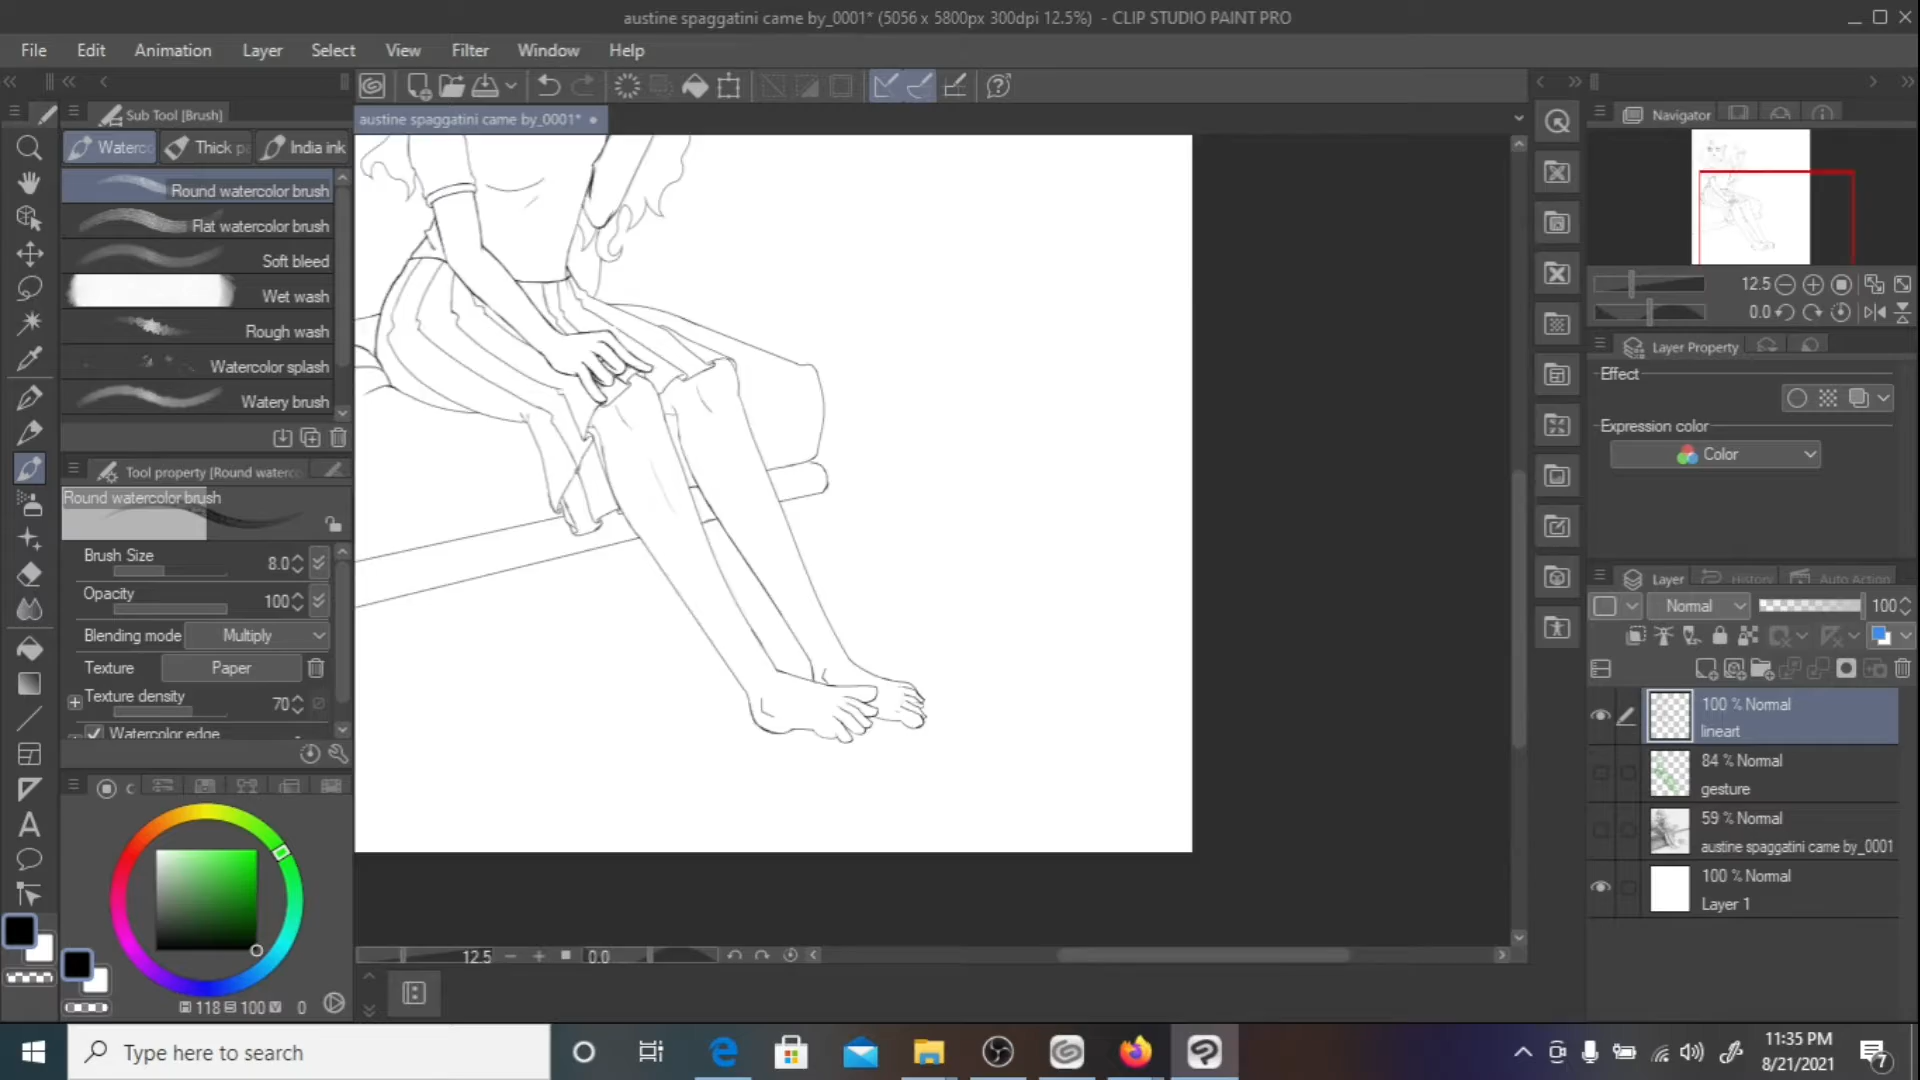 austine spaggatini came by_0001* (5056 x 5800px 300dpi 12.5%) - CLIP STUDIO PAINT PRO
File Edit Animation Layer Select View Filter Window Help
Sub Tool [Brush]
Waterc Thick pa India ink
Round watercolor brush
Flat watercolor brush
Soft bleed
Wet wash
Rough wash
Watercolor splash
Watery brush
Tool property [Round waterco
Round watercolor brush
Brush Size 8.0
Opacity 100
Blending mode Multiply
Texture Paper
Texture density 70
Watercolor edge
118 100 0
austine spaggatini came by_0001*
12.5 0.0
Navigator
12.5
0.0
Layer Property
Effect
Expression color
Color
Layer History Auto Action
Normal 100
100 % Normal
lineart
84 % Normal
gesture
59 % Normal
austine spaggatini came by_0001
100 % Normal
Layer 1
Type here to search
11:35 PM
8/21/2021
7